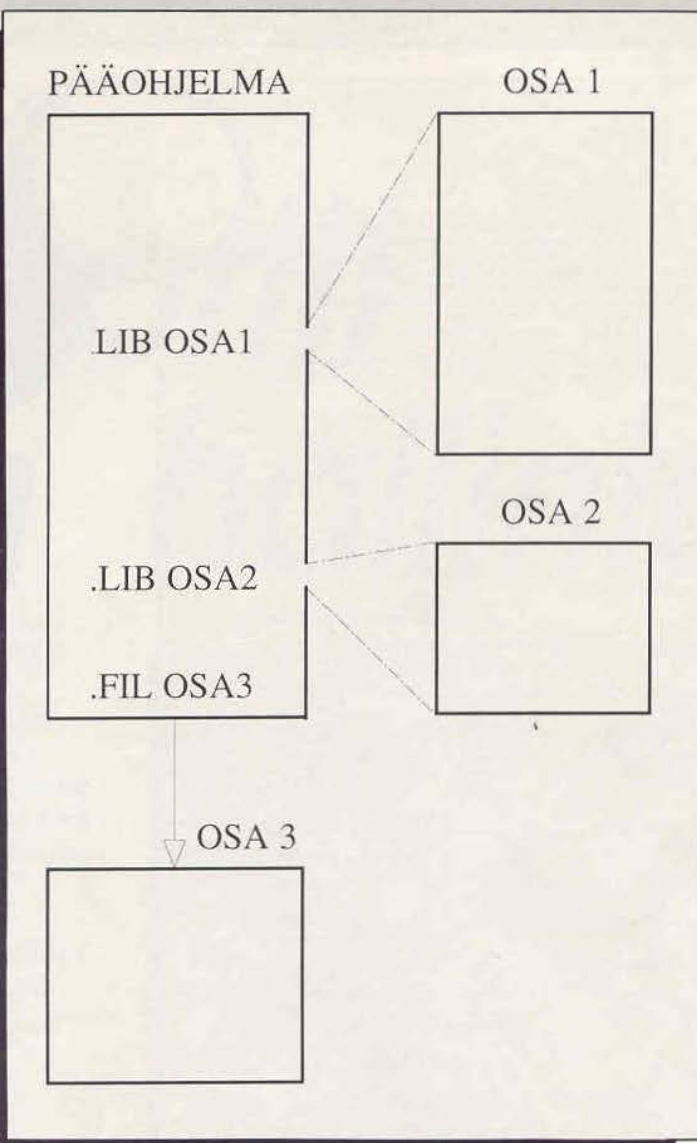 PÄÄOHJELMA
OSA 1
.LIB OSA1
OSA 2
.LIB OSA2
.FIL OSA3
OSA 3